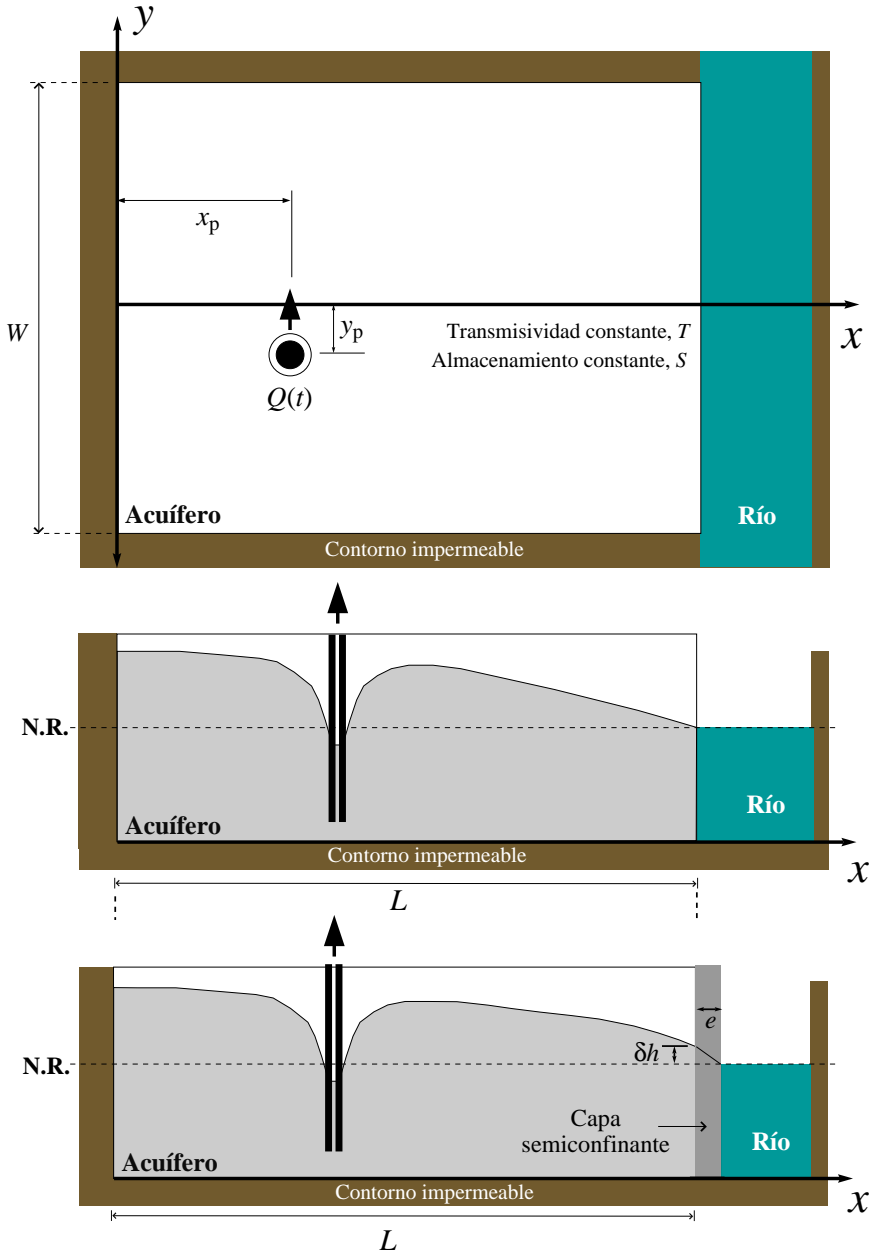 y
x_p
W
y_p
Transmisividad constante, T
x
Almacenamiento constante, S
Q(t)
Acuífero
Río
Contorno impermeable
N.R.
Río
Acuífero
Contorno impermeable
x
L
e
δh
N.R.
Capa
semiconfinante
Río
Acuífero
Contorno impermeable
x
L